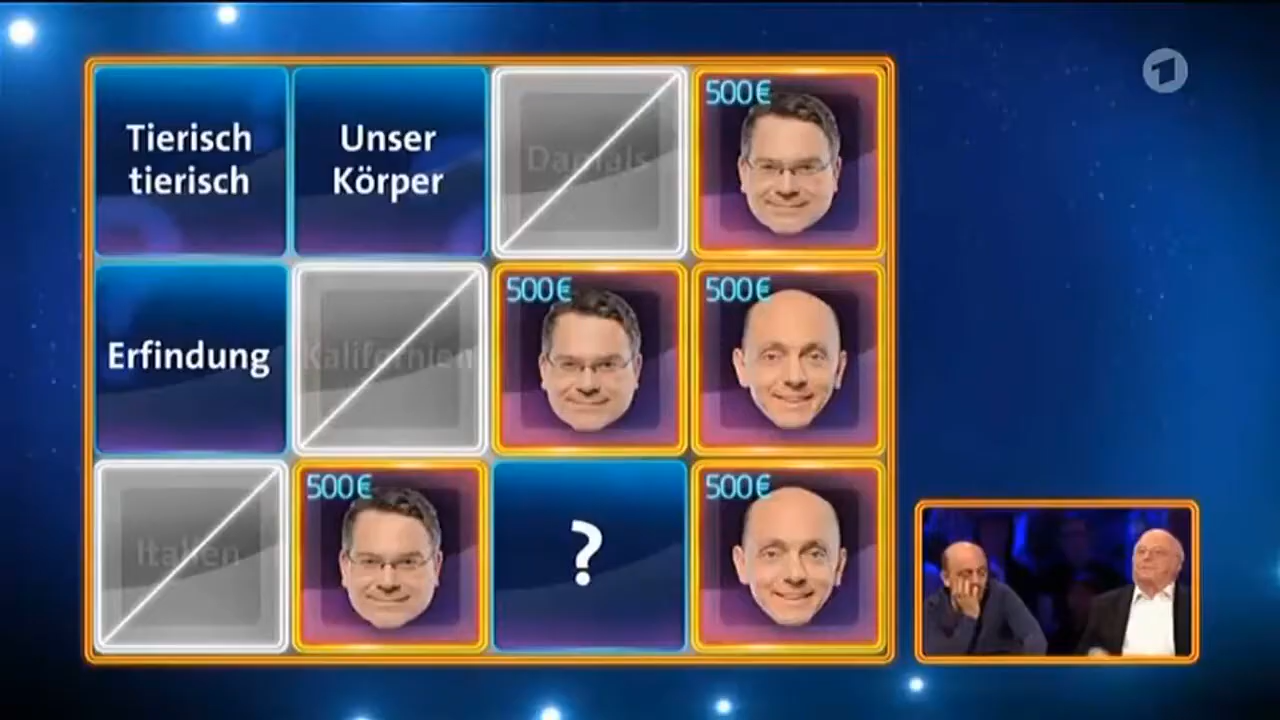 Tierisch
tierisch
Unser
Körper
Damals
500€
Erfindung
Kalifornien
500€
500€
Italien
500€
?
500€
1